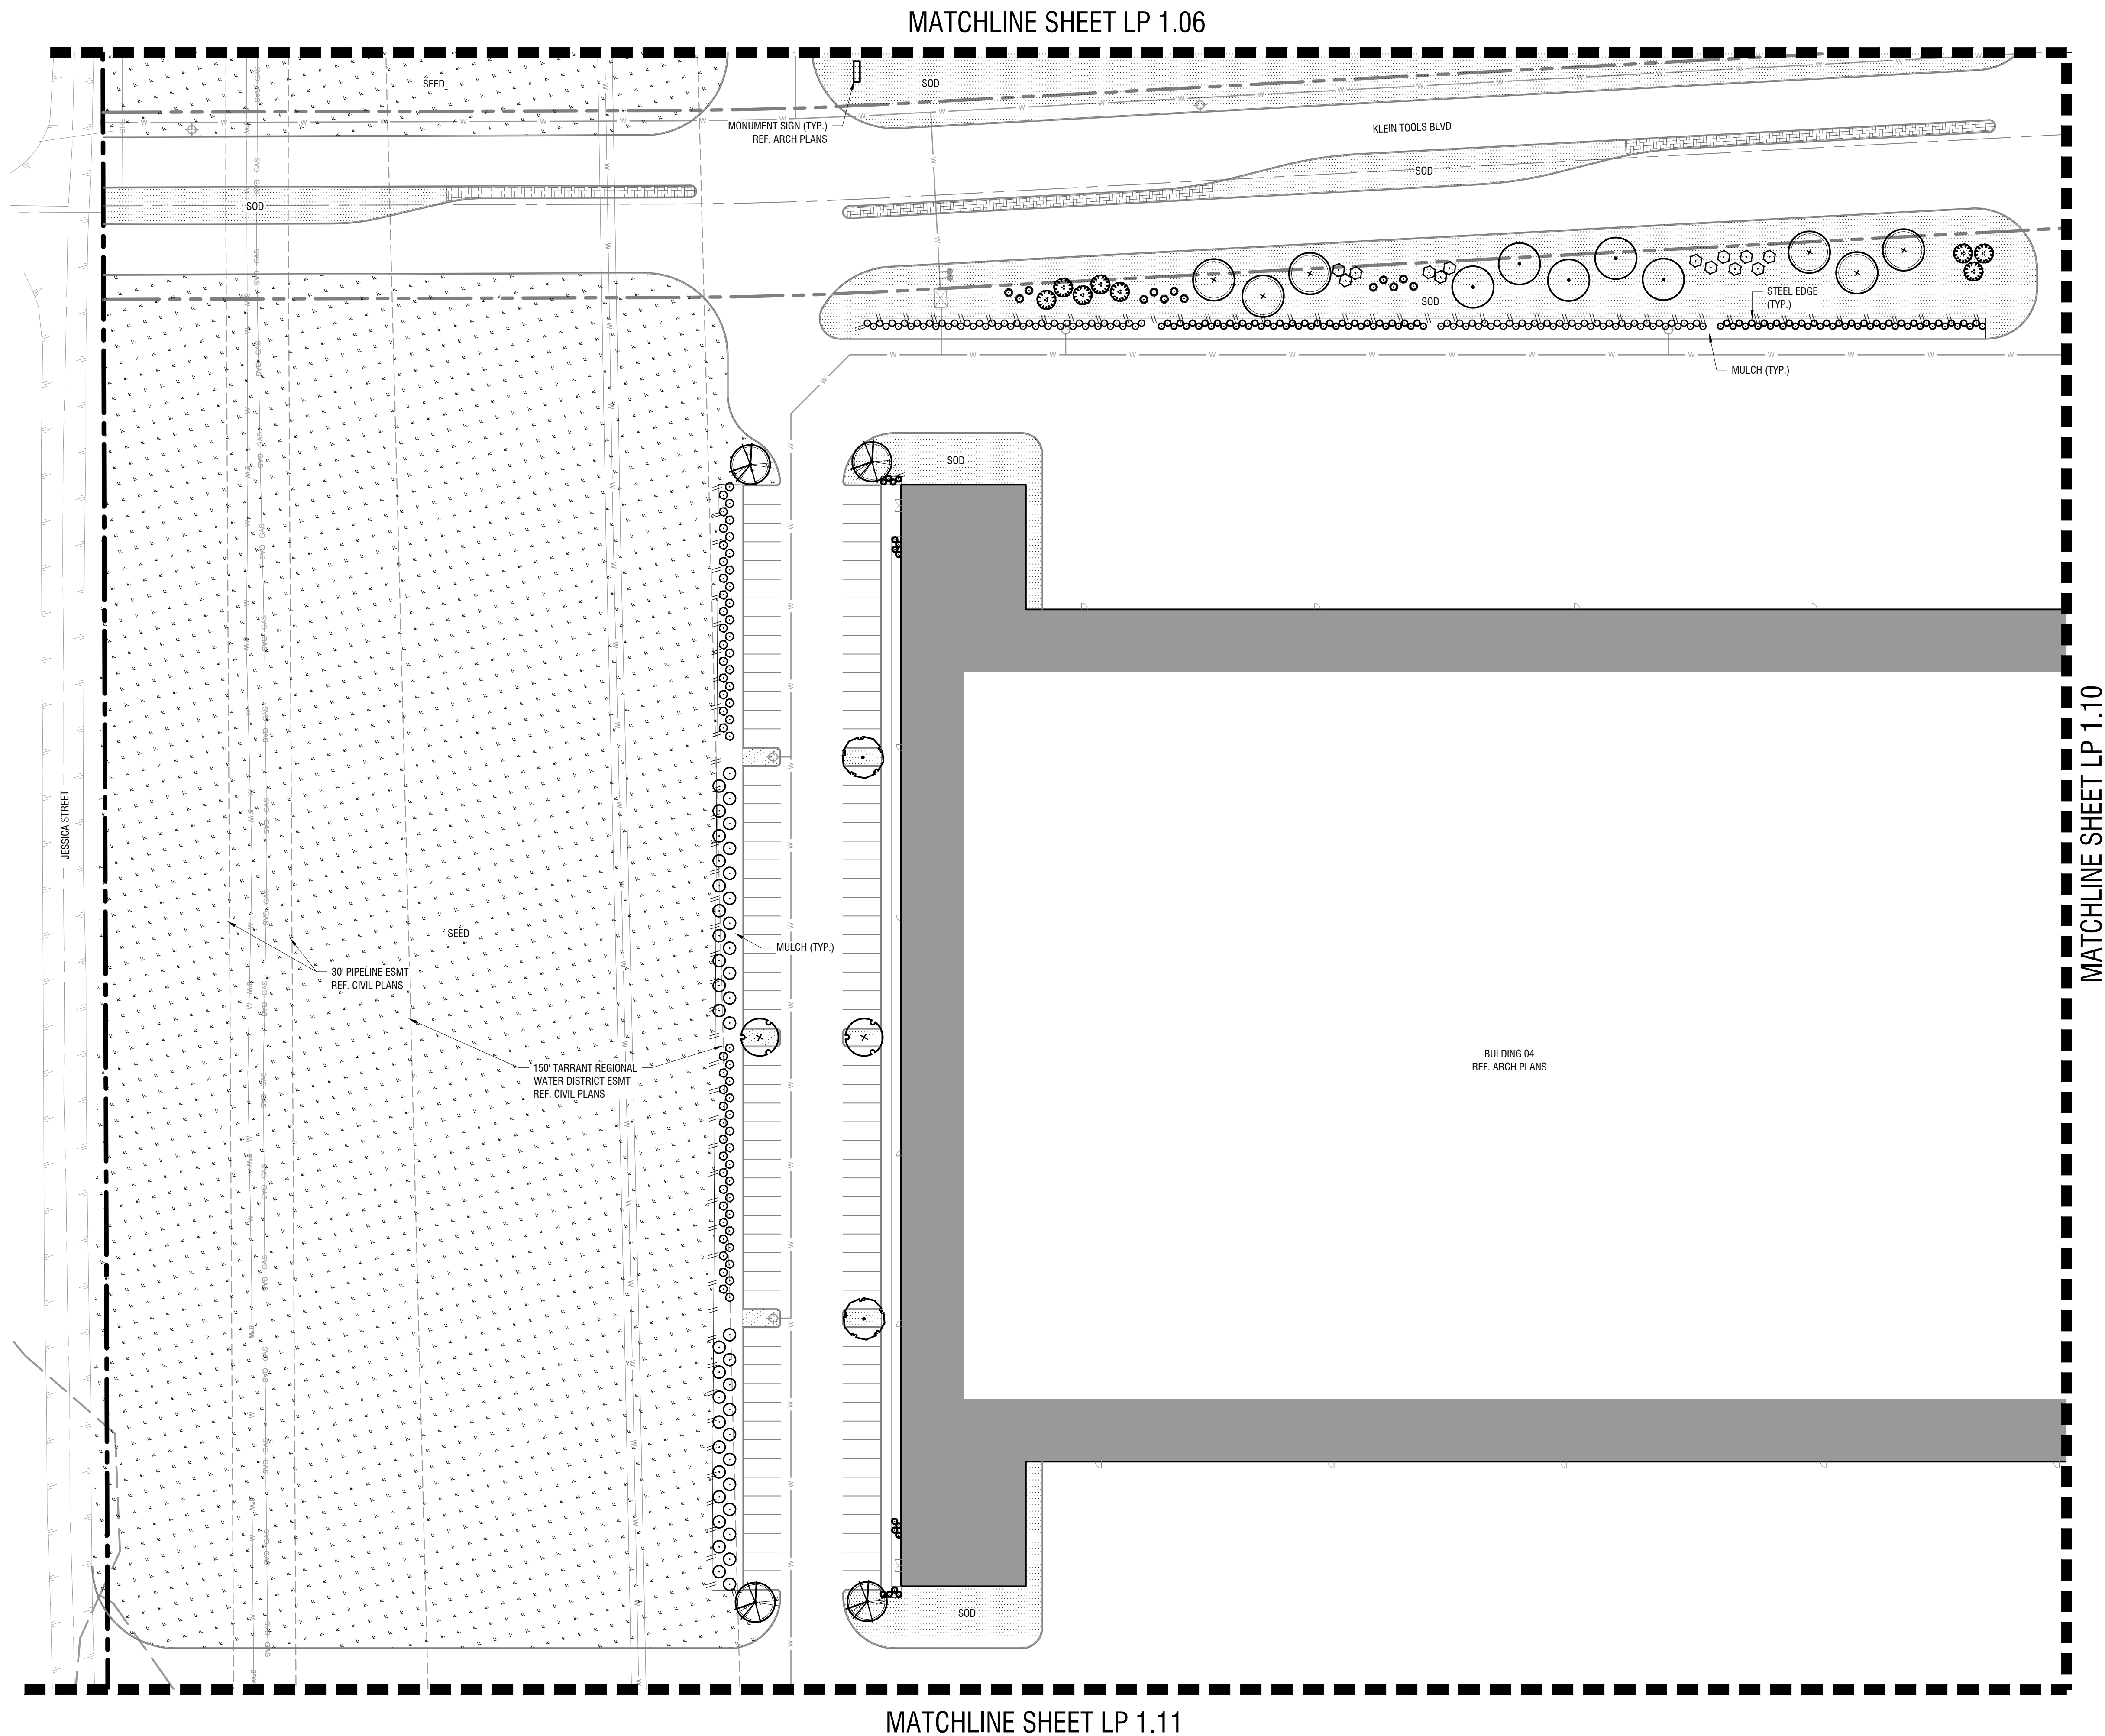 MATCHLINE SHEET LP 1.06
SEED
SOD
MONUMENT SIGN (TYP.)
REF. ARCH PLANS
KLEIN TOOLS BLVD
SOD
SOD
STEEL EDGE
(TYP.)
SOD
MULCH (TYP.)
SOD
JESSICA STREET
MATCHLINE SHEET LP 1.10
SEED
MULCH (TYP.)
30' PIPELINE ESMT
REF. CIVIL PLANS
150' TARRANT REGIONAL
WATER DISTRICT ESMT
REF. CIVIL PLANS
BULDING 04
REF. ARCH PLANS
SOD
MATCHLINE SHEET LP 1.11